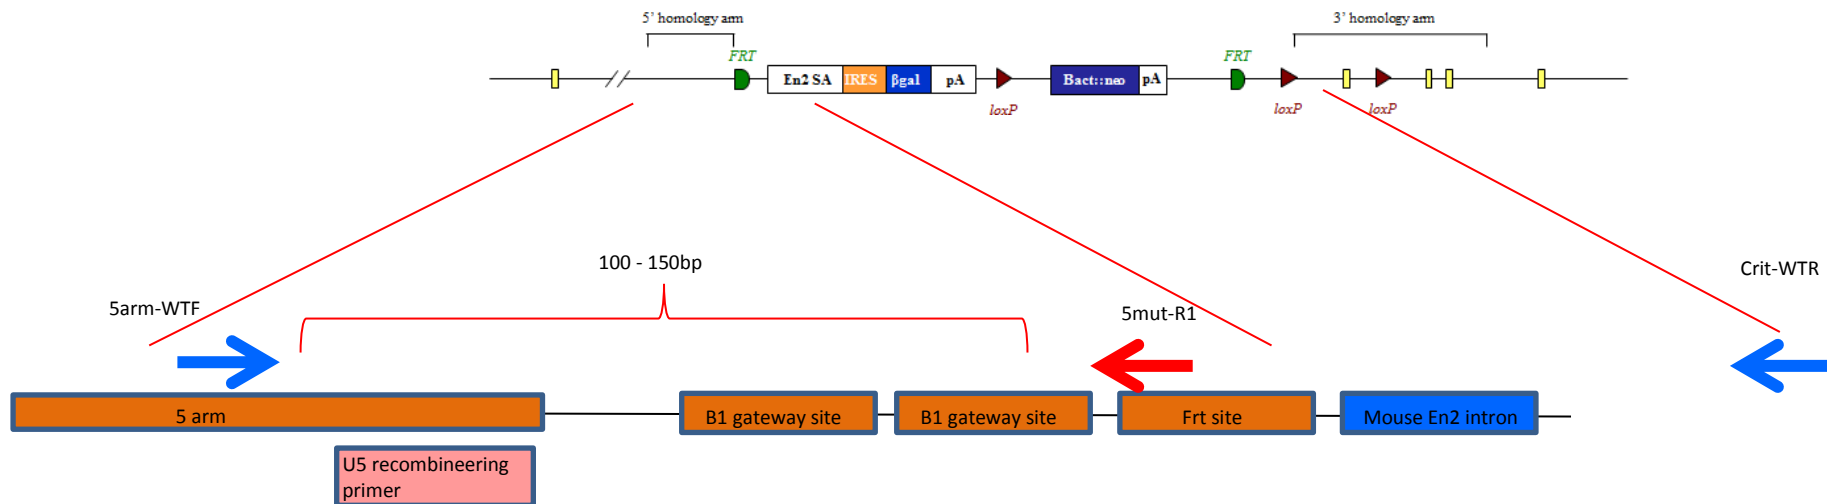 5' homology arm
3' homology arm
FRT
FRT
En2 SA IRES βgal pA
Bact::neo pA
loxP
loxP
loxP
100 - 150bp
Crit-WTR
5arm-WTF
5mut-R1
5 arm
B1 gateway site
B1 gateway site
Frt site
Mouse En2 intron
U5 recombineering
primer